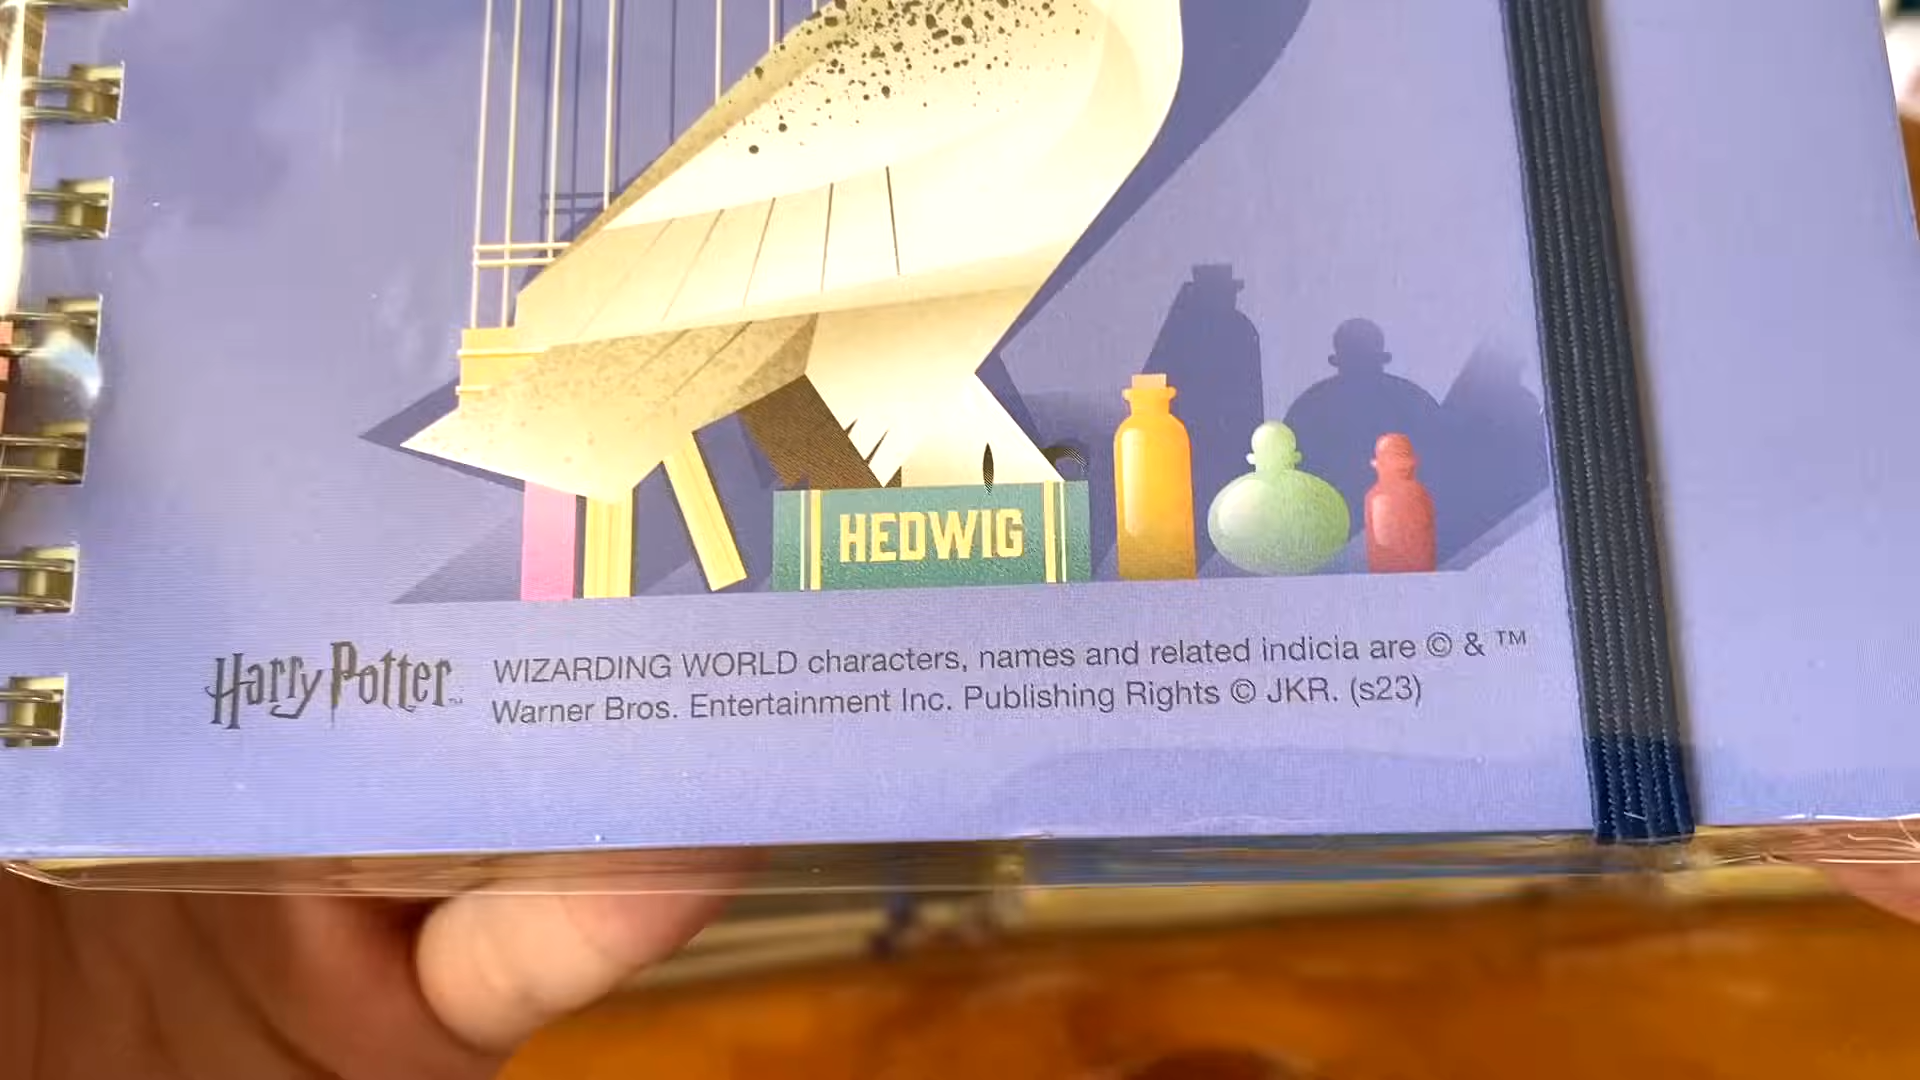 HEDWIG
Harry Potter™ WIZARDING WORLD characters, names and related indicia are © & ™
Warner Bros. Entertainment Inc. Publishing Rights © JKR. (s23)